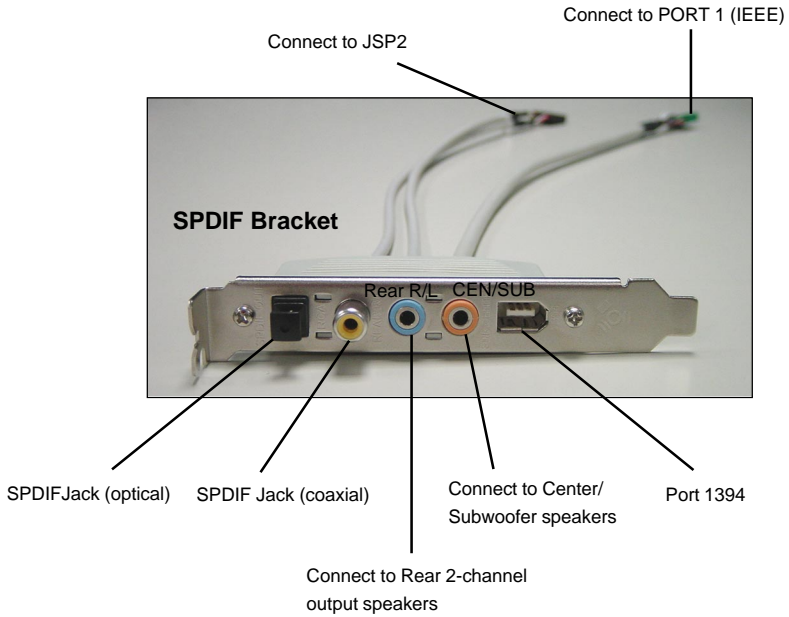 Connect to PORT 1 (IEEE)
Connect to JSP2
SPDIF Bracket
Rear R/L
CEN/SUB
SPDIFJack (optical)
SPDIF Jack (coaxial)
Connect to Center/
Subwoofer speakers
Port 1394
Connect to Rear 2-channel
output speakers